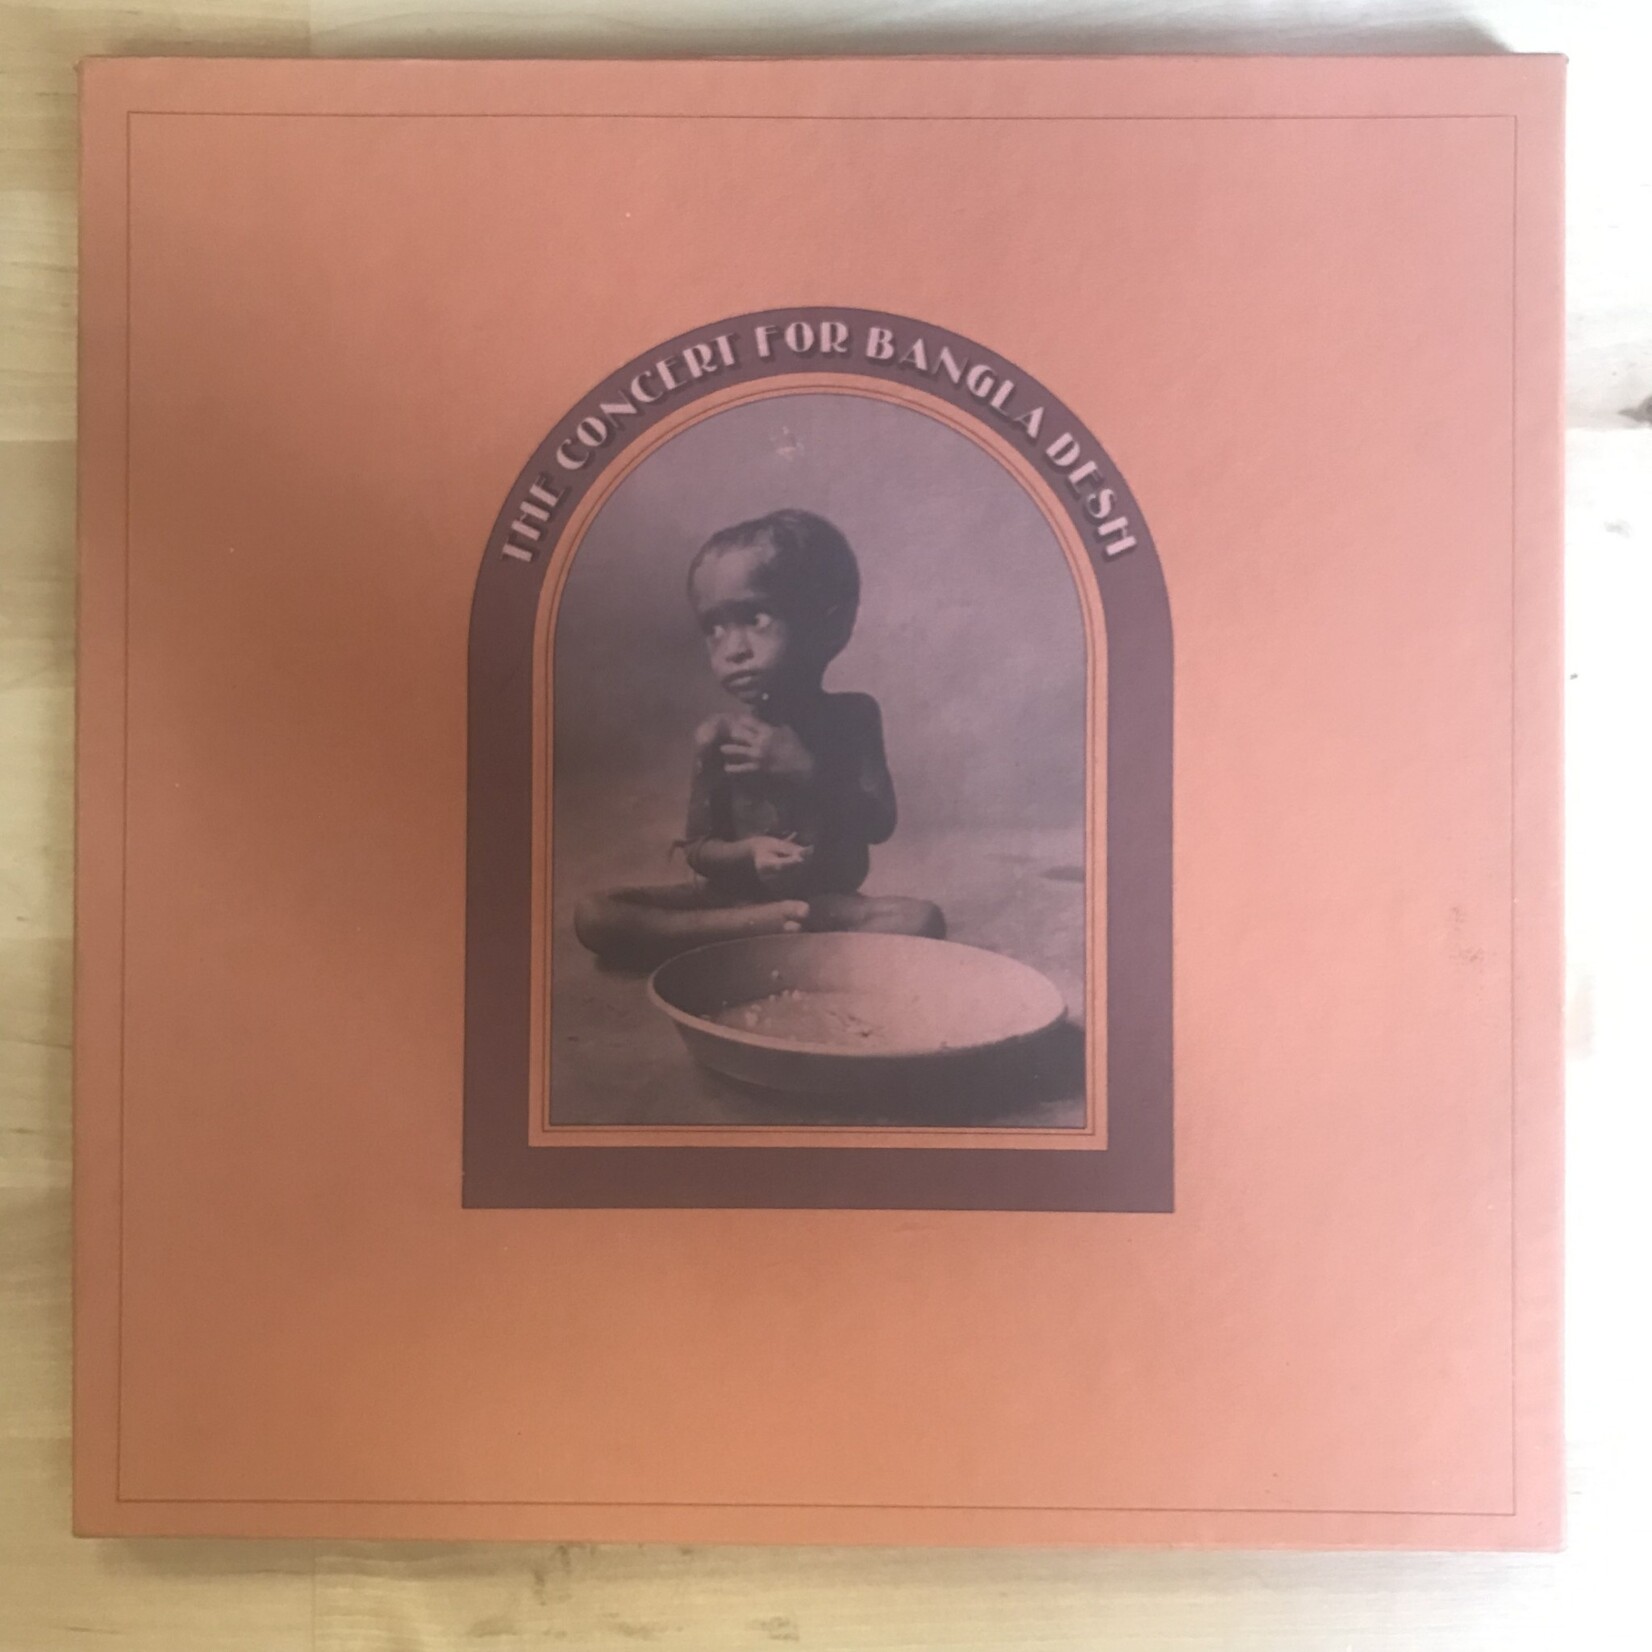 THE CONCERT FOR BANGLA DESH